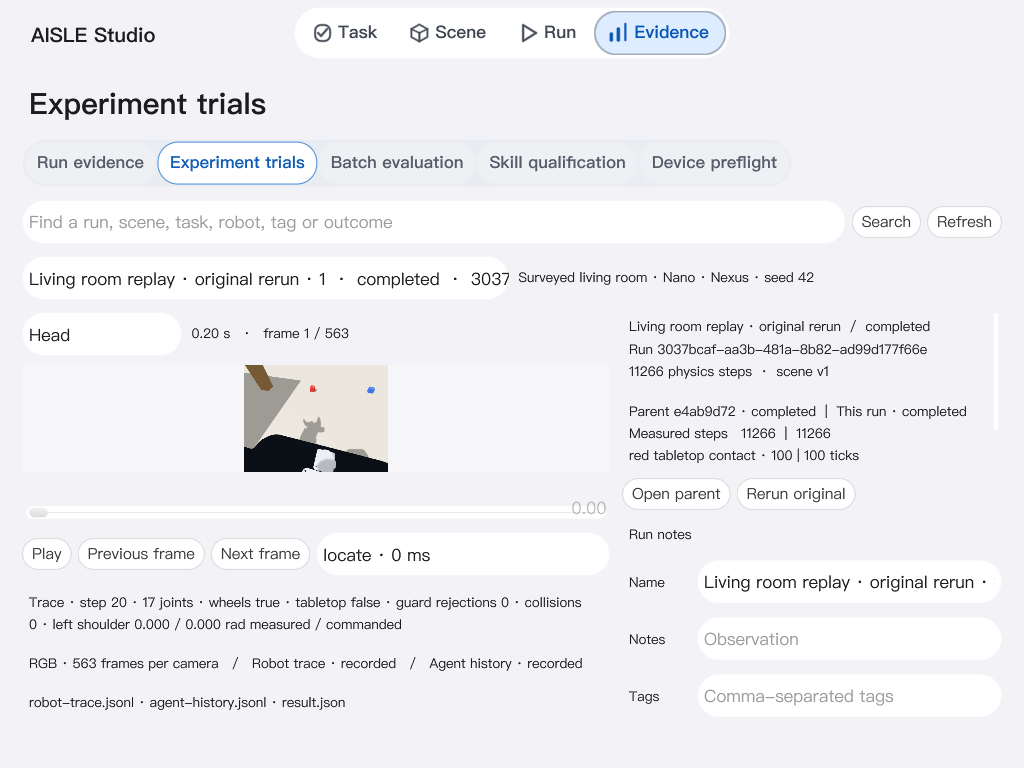 AISLE Studio
Task
Scene
Run
Evidence
Experiment trials
Run evidence
Experiment trials
Batch evaluation
Skill qualification
Device preflight
Find a run, scene, task, robot, tag or outcome
Search
Refresh
Living room replay · original rerun · 1 · completed · 3037
Surveyed living room · Nano · Nexus · seed 42
Head
0.20 s · frame 1 / 563
0.00
Play
Previous frame
Next frame
locate · 0 ms
Trace · step 20 · 17 joints · wheels true · tabletop false · guard rejections 0 · collisions
0 · left shoulder 0.000 / 0.000 rad measured / commanded
RGB · 563 frames per camera / Robot trace · recorded / Agent history · recorded
robot-trace.jsonl · agent-history.jsonl · result.json
Living room replay · original rerun / completed
Run 3037bcaf-aa3b-481a-8b82-ad99d177f66e
11266 physics steps · scene v1
Parent e4ab9d72 · completed | This run · completed
Measured steps 11266 | 11266
red tabletop contact · 100 | 100 ticks
Open parent
Rerun original
Run notes
Name
Living room replay · original rerun ·
Notes
Observation
Tags
Comma-separated tags